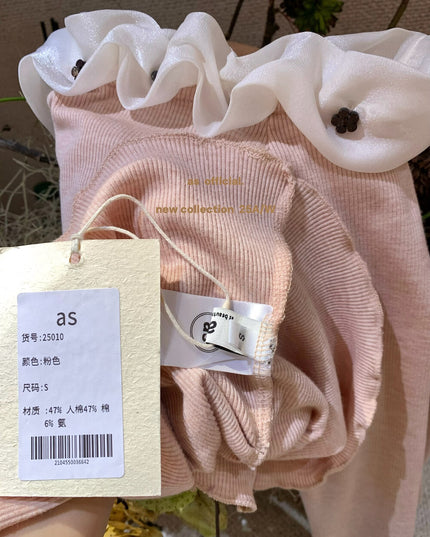 as official
new collection
as
货号:25010
颜色:粉色
尺码:S
材质 :47% 人棉47% 棉
6% 氨
2104550036842
S